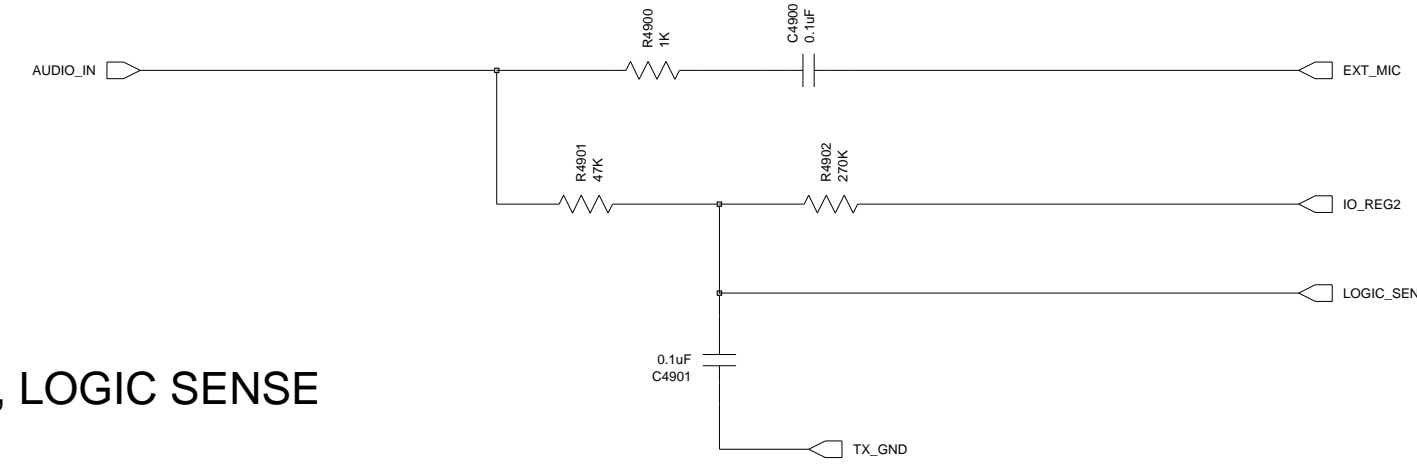 R4900
1K
C4900
0.1uF
AUDIO_IN
EXT_MIC
R4901
47K
R4902
270K
IO_REG2
LOGIC_SEN
0.1uF
C4901
, LOGIC SENSE
TX_GND